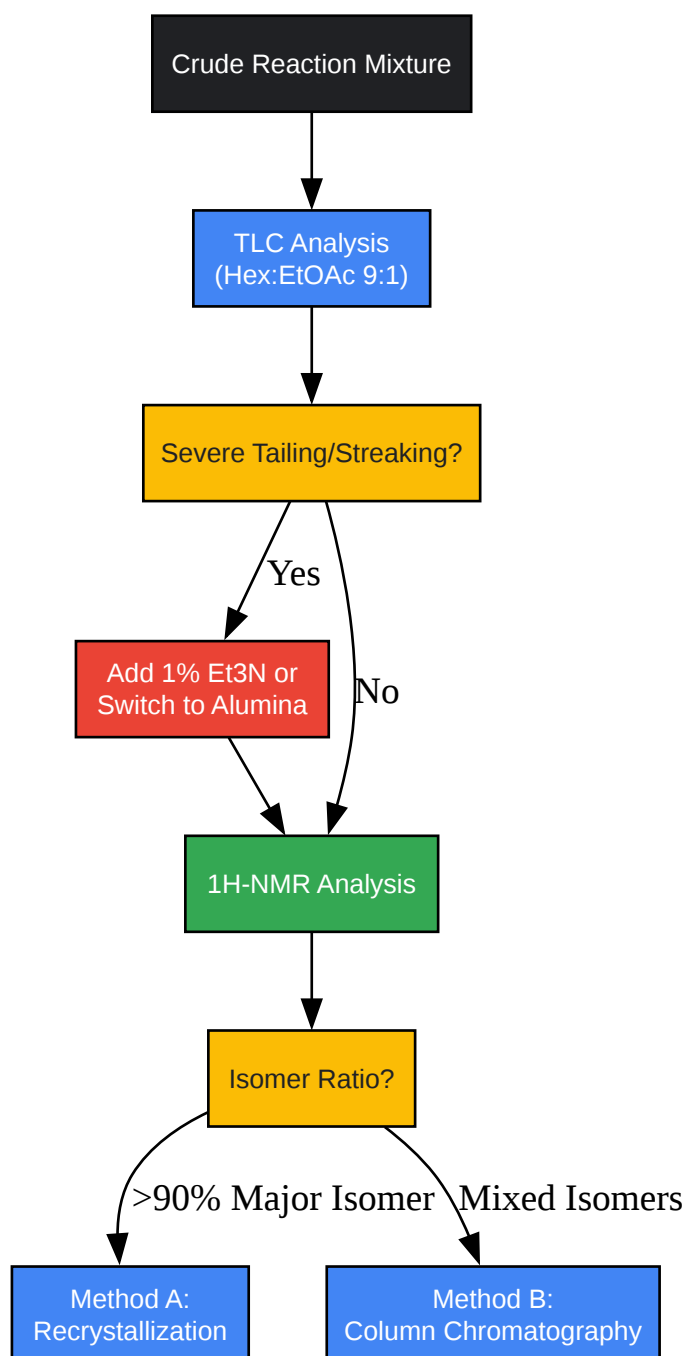 Crude Reaction Mixture
TLC Analysis
(Hex:EtOAc 9:1)
Severe Tailing/Streaking?
Yes
Add 1% Et3N or
Switch to Alumina
No
1H-NMR Analysis
Isomer Ratio?
>90% Major Isomer
Mixed Isomers
Method A:
Recrystallization
Method B:
Column Chromatography